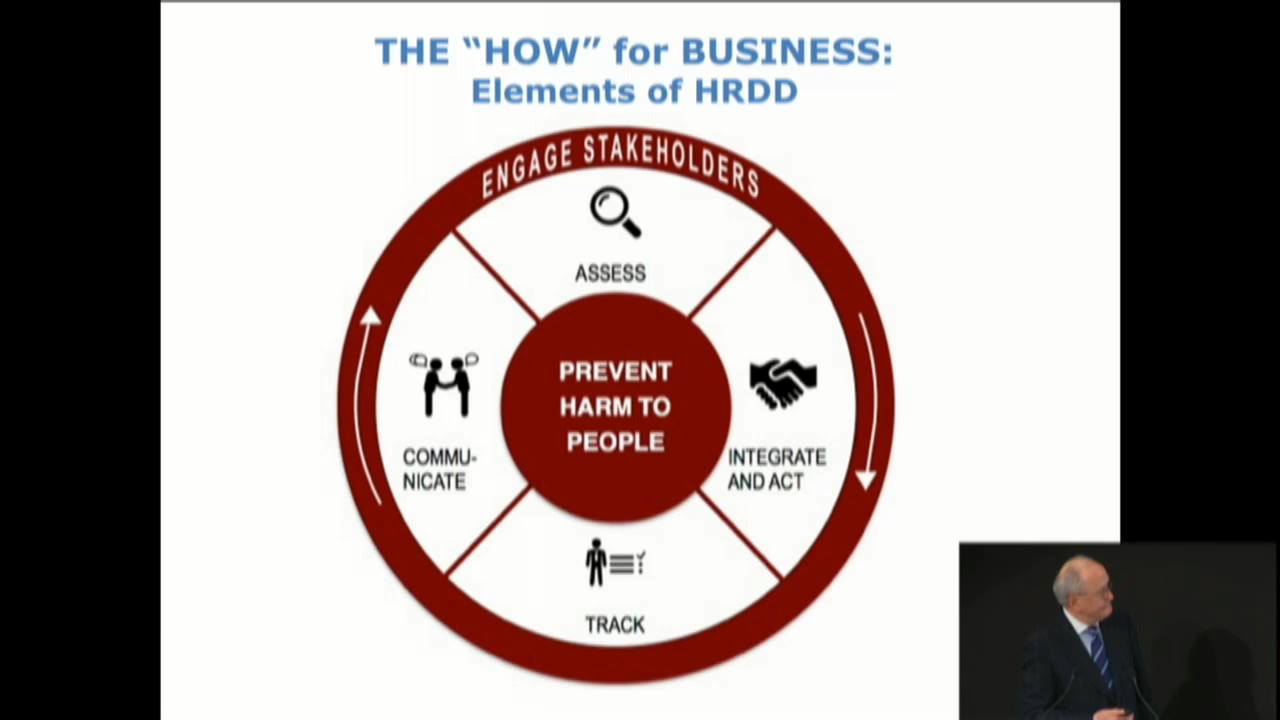 THE “HOW” for BUSINESS:
Elements of HRDD
ENGAGE STAKEHOLDERS
ASSESS
PREVENT
HARM TO
PEOPLE
COMMU-
NICATE
INTEGRATE
AND ACT
TRACK